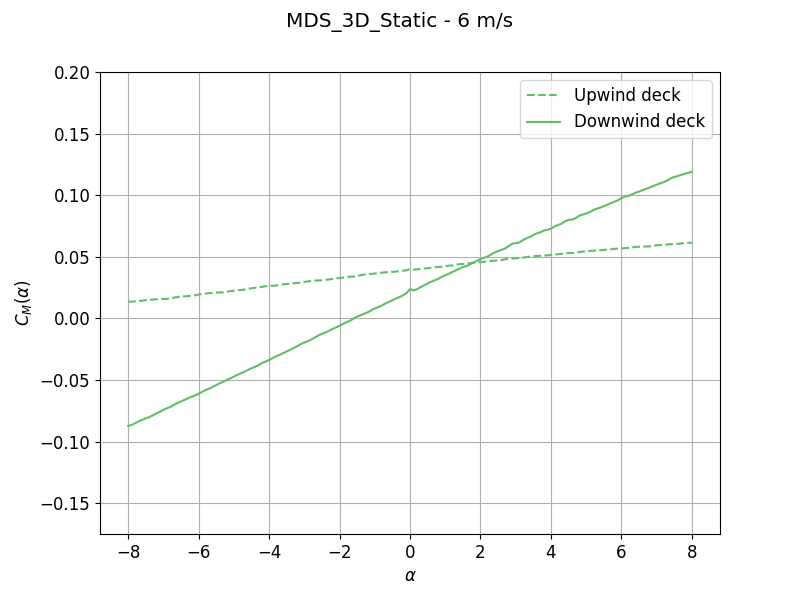 MDS_3D_Static - 6 m/s
Upwind deck
Downwind deck
C_M(α)
0.20
0.15
0.10
0.05
0.00
−0.05
−0.10
−0.15
−8 −6 −4 −2 0 2 4 6 8
α